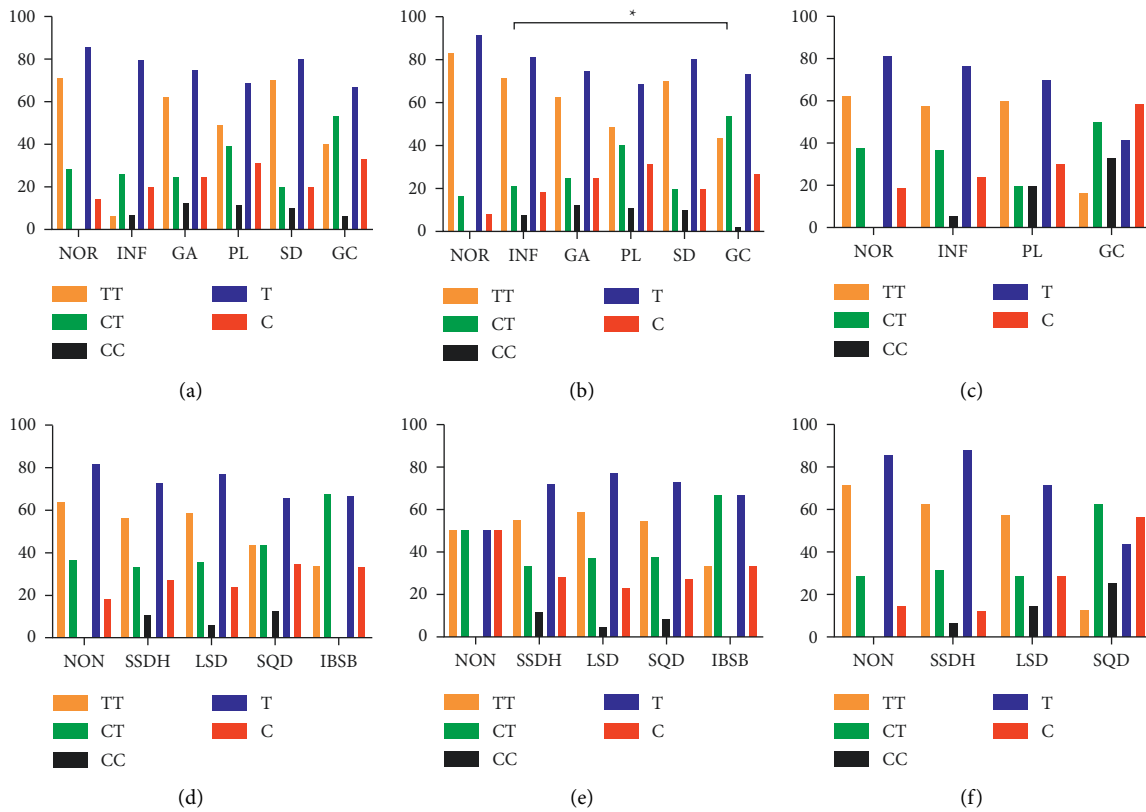 100
80
60
40
20
0
NOR INF GA PL SD GC
TT T
CT C
CC
(a)
*
100
80
60
40
20
0
NOR INF GA PL SD GC
TT T
CT C
CC
(b)
100
80
60
40
20
0
NOR INF PL GC
TT T
CT C
CC
(c)
100
80
60
40
20
0
NON SSDH LSD SQD IBSB
TT T
CT C
CC
(d)
100
80
60
40
20
0
NON SSDH LSD SQD IBSB
TT T
CT C
CC
(e)
100
80
60
40
20
0
NON SSDH LSD SQD
TT T
CT C
CC
(f)